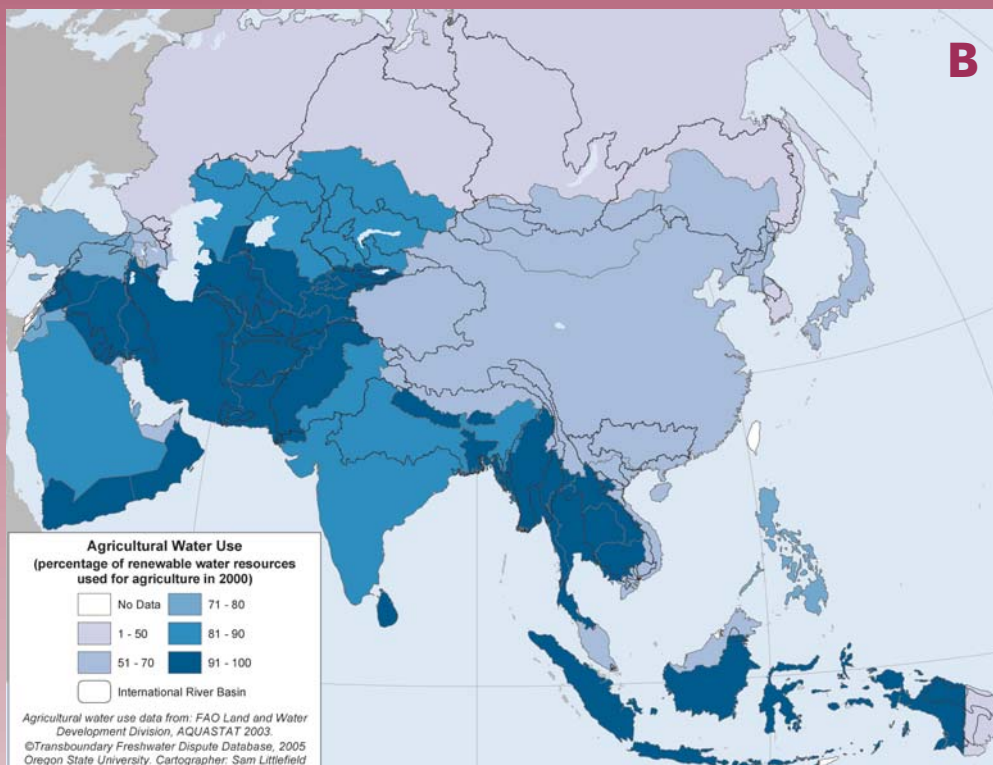 B
Agricultural Water Use
(percentage of renewable water resources
used for agriculture in 2000)
No Data
71 - 80
1 - 50
81 - 90
51 - 70
91 - 100
International River Basin
Agricultural water use data from: FAO Land and Water
Development Division, AQUASTAT 2003.
©Transboundary Freshwater Dispute Database, 2005
Oregon State University. Cartographer: Sam Littlefield